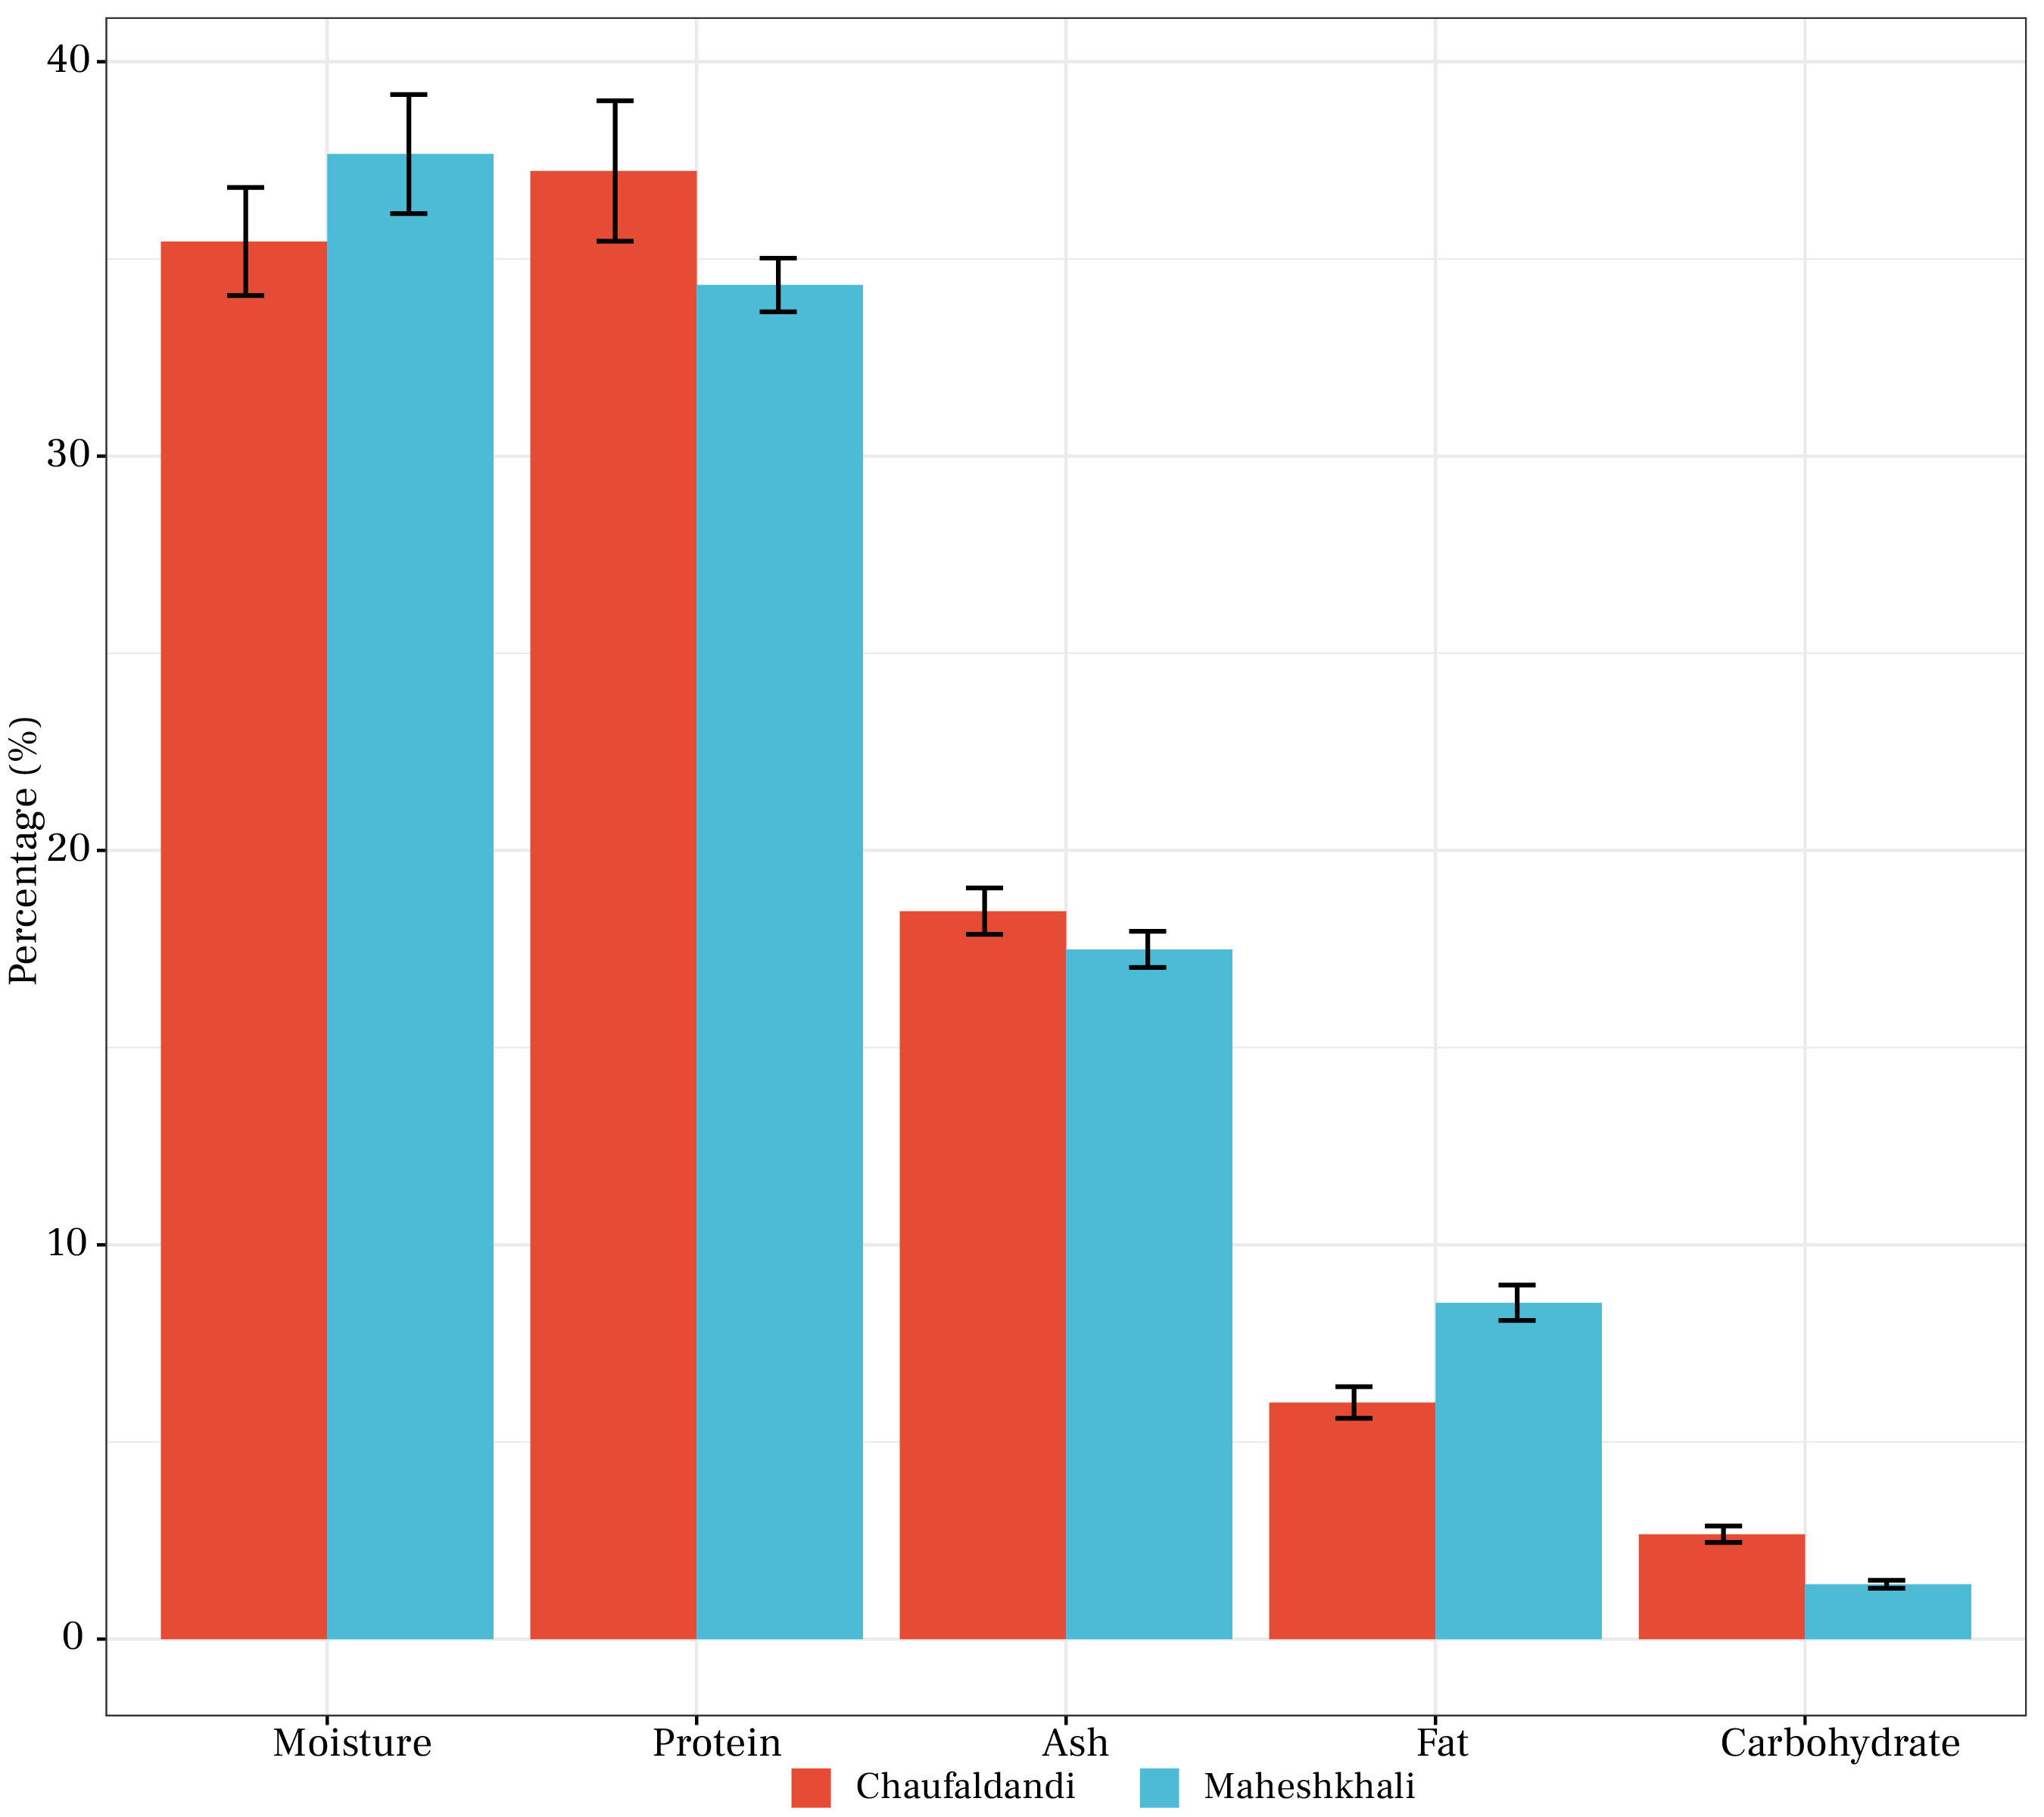 Percentage (%)
40
30
20
10
0
Moisture Protein Ash Fat Carbohydrate
Chaufaldandi Maheshkhali